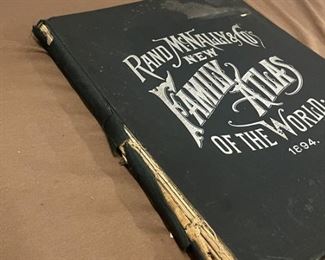 RAND McNALLY & CO'S
NEW
FAMILY ATLAS
OF THE WORLD
1894.